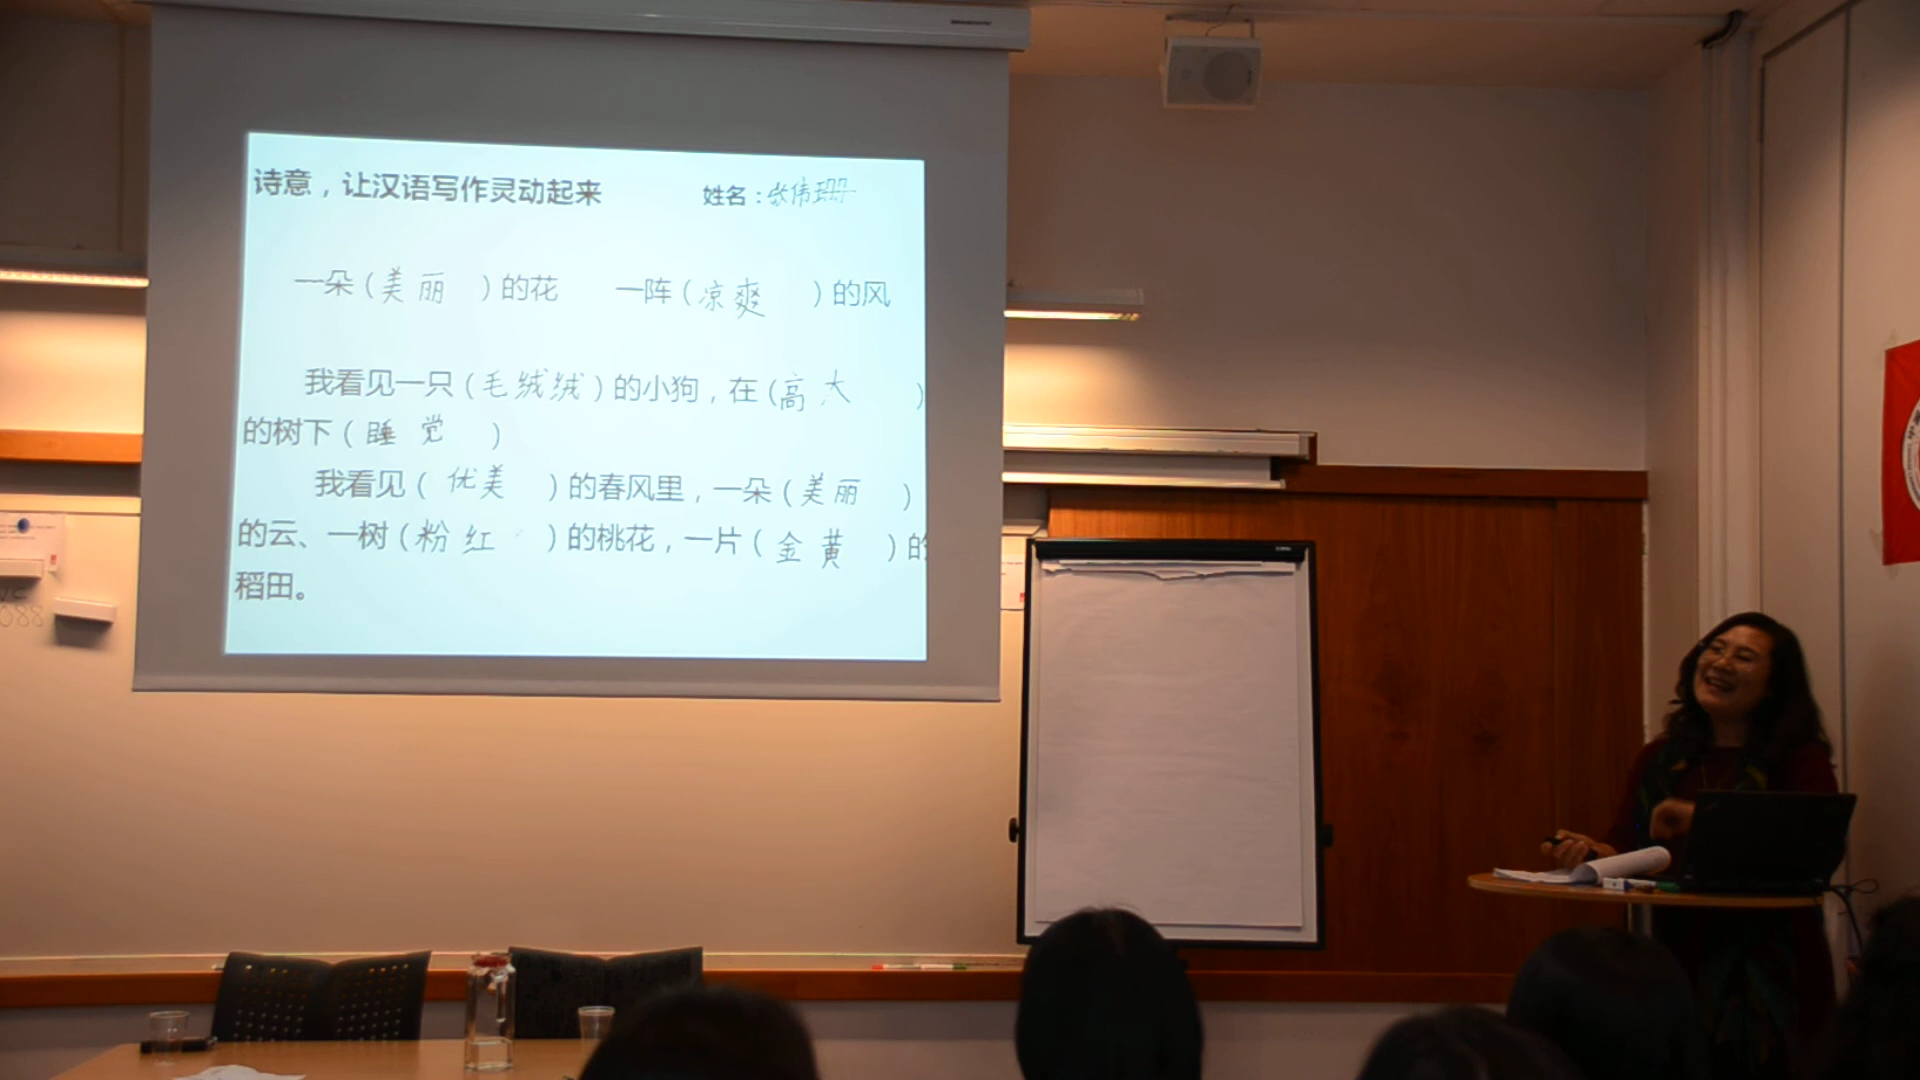 诗意，让汉语写作灵动起来 姓名：张伟珊
一朵（美丽）的花 一阵（凉爽）的风
我看见一只（毛绒绒）的小狗，在（高大）
的树下（睡觉）
我看见（优美）的春风里，一朵（美丽）
的云、一树（粉红）的桃花，一片（金黄）的
稻田。